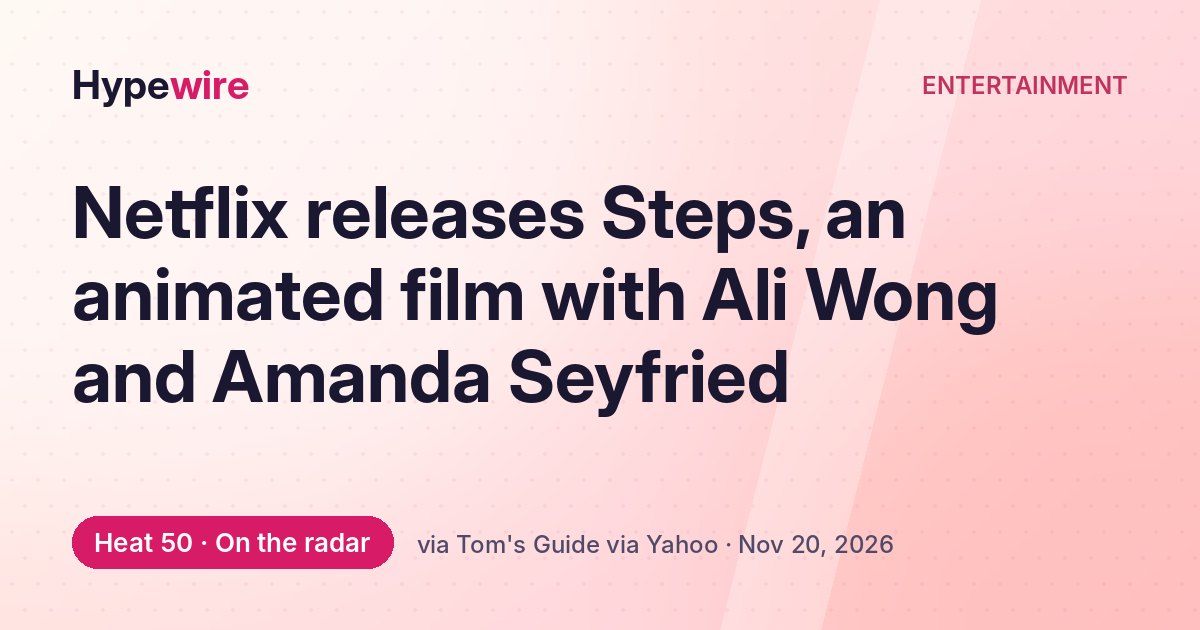 Hypewire
ENTERTAINMENT
Netflix releases Steps, an
animated film with Ali Wong
and Amanda Seyfried
Heat 50 · On the radar
via Tom's Guide via Yahoo · Nov 20, 2026